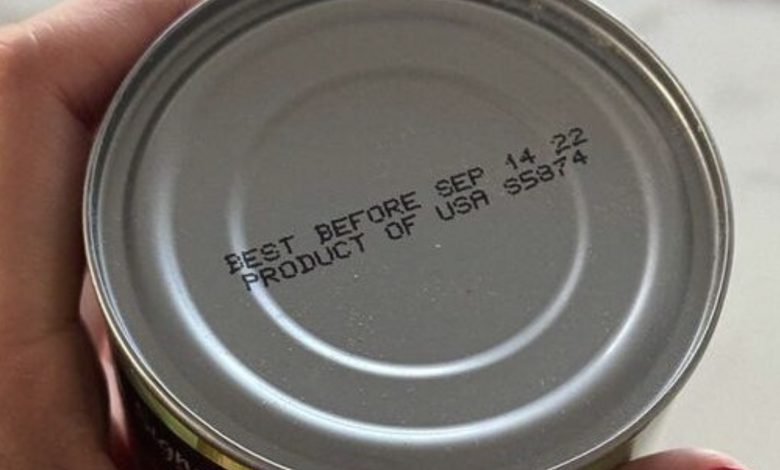 BEST BEFORE SEP 14 22
PRODUCT OF USA S5874